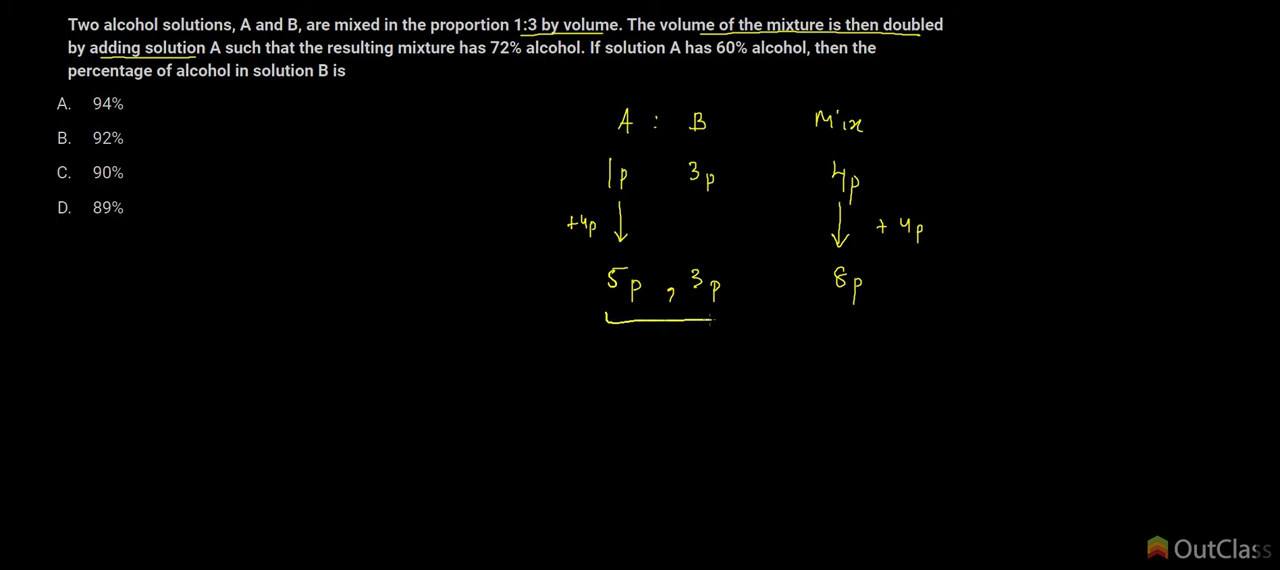 Two alcohol solutions, A and B, are mixed in the proportion 1:3 by volume. The volume of the mixture is then doubled
by adding solution A such that the resulting mixture has 72% alcohol. If solution A has 60% alcohol, then the
percentage of alcohol in solution B is
A. 94%
B. 92%
C. 90%
D. 89%
A : B Mix
1p 3p 4p
+4p + 4p
5p , 3p 8p
OutClass